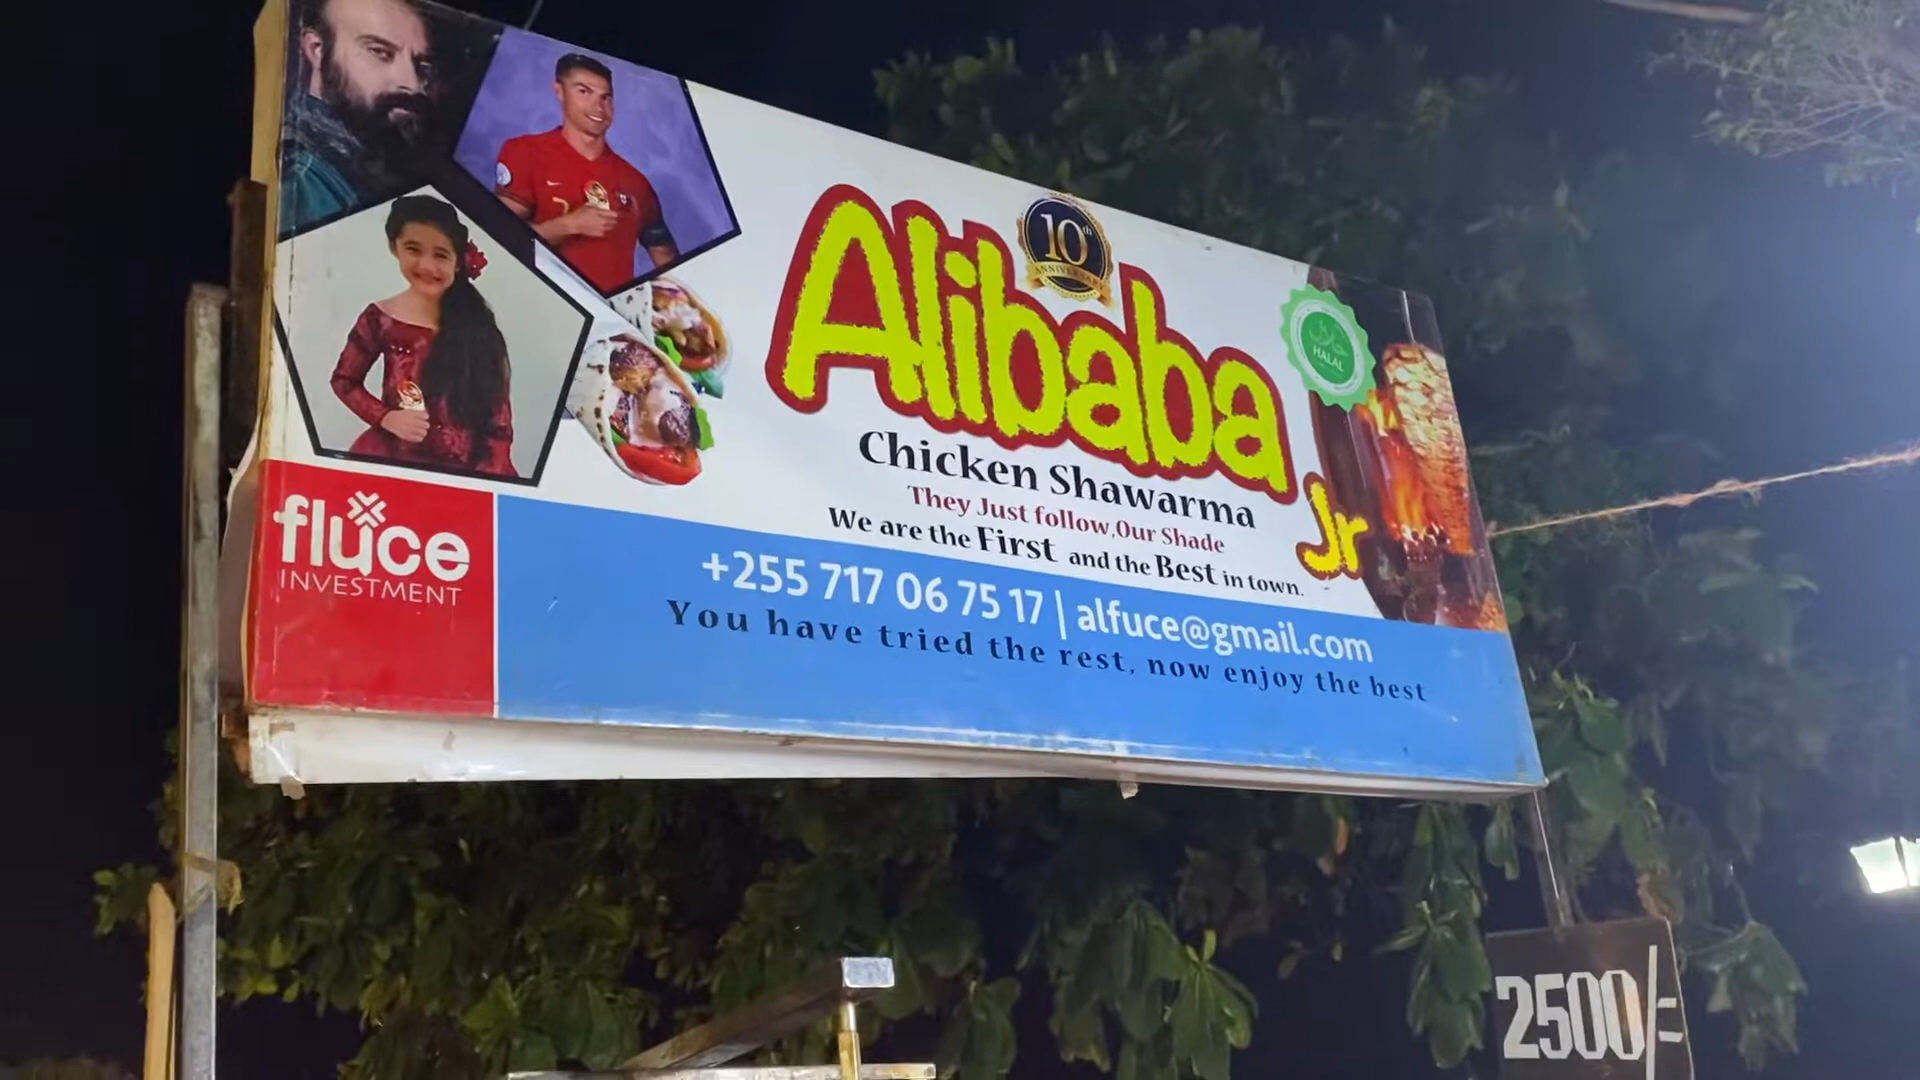 10th
ANNIVERSARY
Alibaba
Jr
HALAL
Chicken Shawarma
They Just follow,Our Shade
We are the First and the Best in town.
fluce
INVESTMENT
+255 717 06 75 17 | alfuce@gmail.com
You have tried the rest, now enjoy the best
2500/=